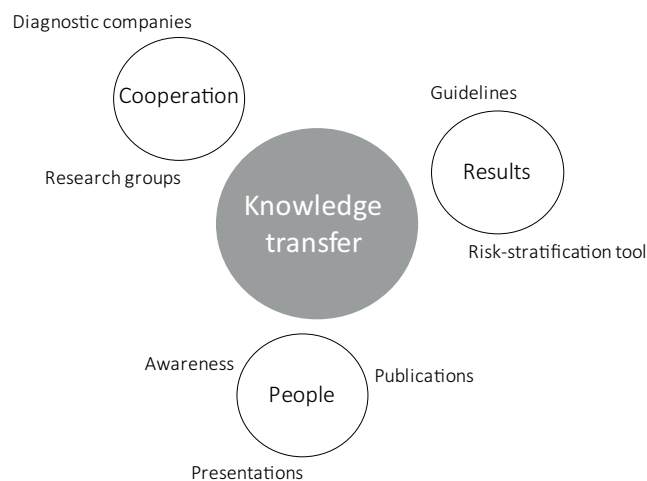 Diagnostic companies
Cooperation
Research groups
Guidelines
Results
Risk-stratification tool
Knowledge
transfer
Awareness
People
Publications
Presentations